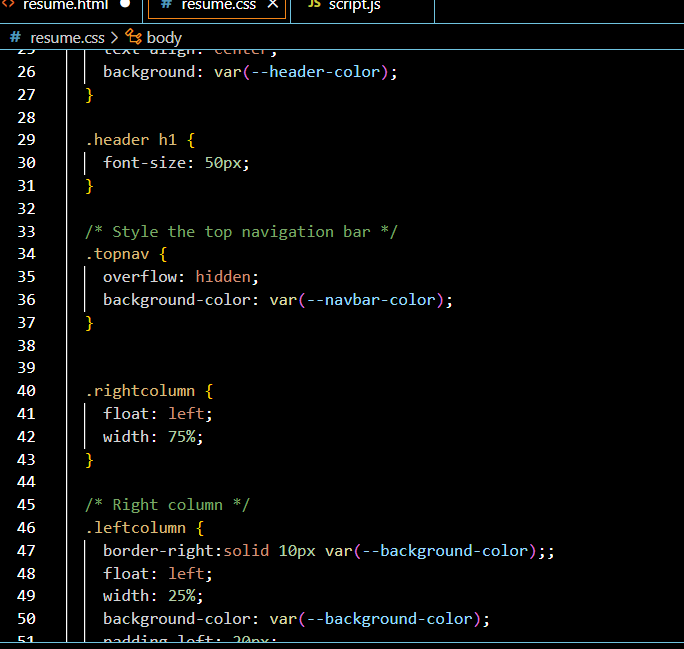 <> resume.html ●  # resume.css ×  JS script.js
# resume.css > body
25 text-align: center;
26 background: var(--header-color);
27 }
28
29 .header h1 {
30 font-size: 50px;
31 }
32
33 /* Style the top navigation bar */
34 .topnav {
35 overflow: hidden;
36 background-color: var(--navbar-color);
37 }
38
39
40 .rightcolumn {
41 float: left;
42 width: 75%;
43 }
44
45 /* Right column */
46 .leftcolumn {
47 border-right:solid 10px var(--background-color);;
48 float: left;
49 width: 25%;
50 background-color: var(--background-color);
51 padding-left: 20px;